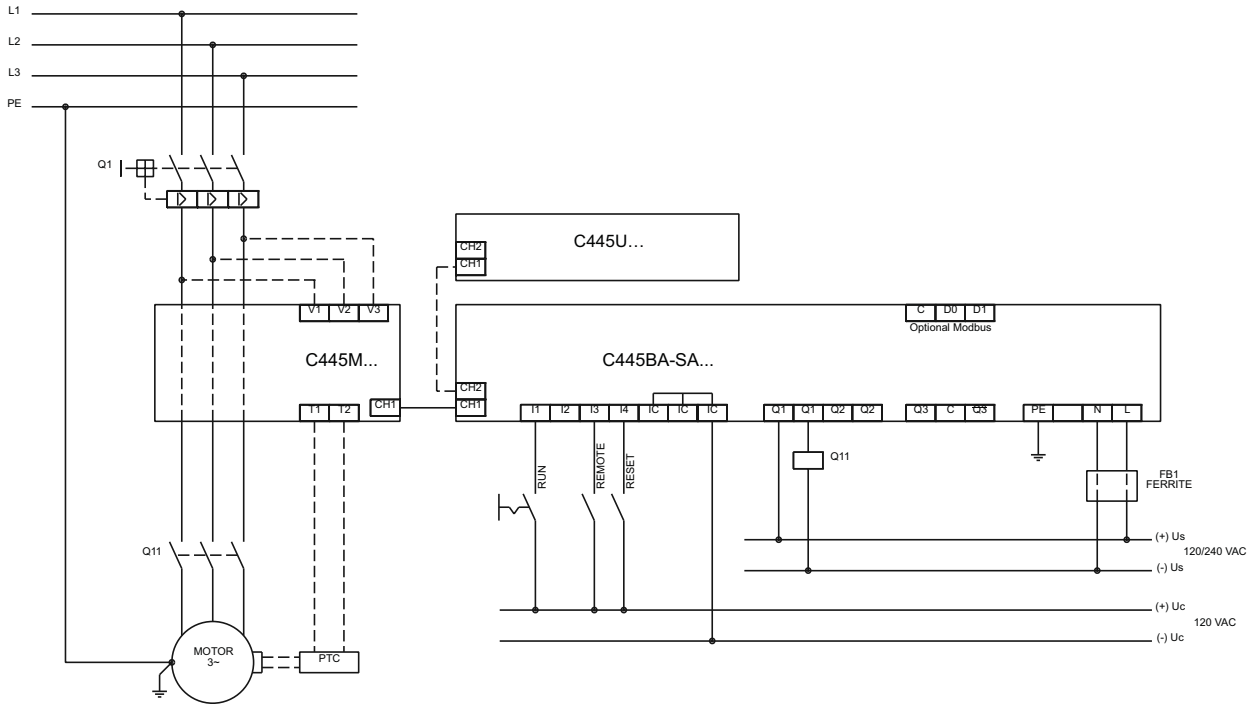 L1
L2
L3
PE
Q1
C445U...
CH2
CH1
V1 V2 V3
C D0 D1
Optional Modbus
C445M...
C445BA-SA...
CH2
T1 T2 CH1
CH1
I1 I2 I3 I4 IC IC IC
Q1 Q1 Q2 Q2
Q3 C Q3
PE N L
RUN
REMOTE
RESET
Q11
FB1
FERRITE
(+) Us
120/240 VAC
(-) Us
Q11
(+) Uc
120 VAC
(-) Uc
MOTOR
3~
PTC